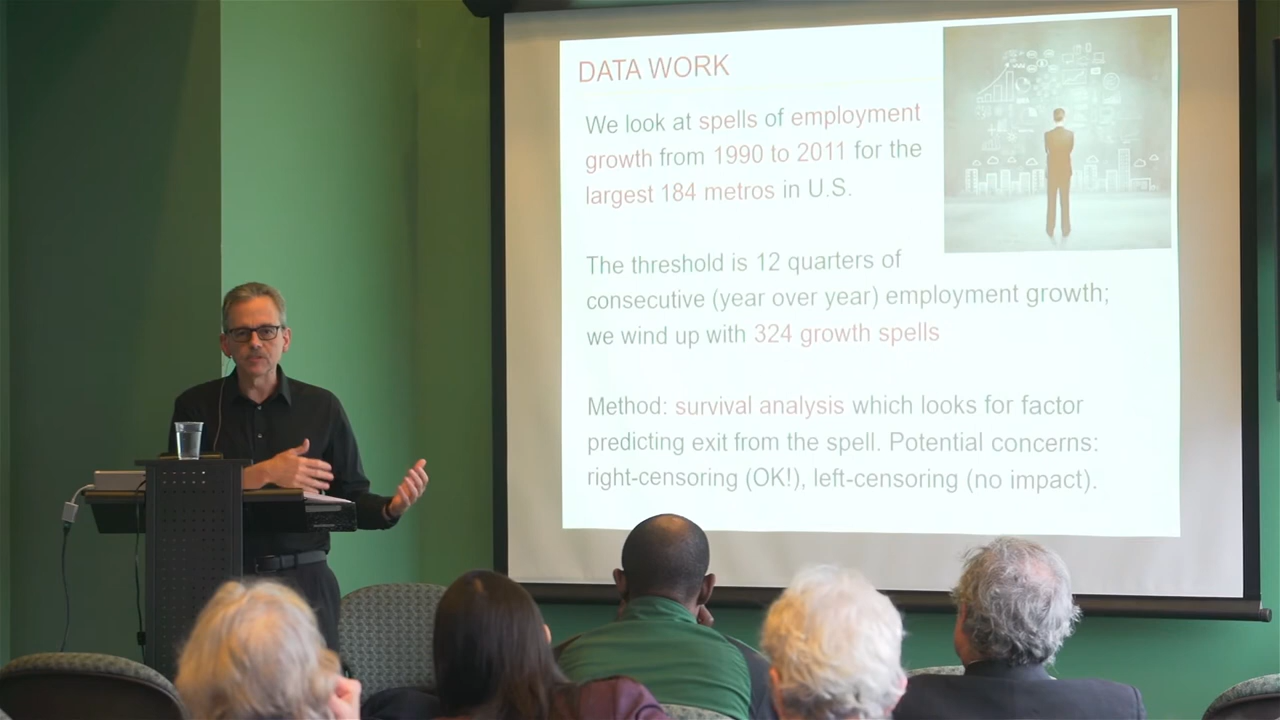 DATA WORK
We look at spells of employment
growth from 1990 to 2011 for the
largest 184 metros in U.S.
The threshold is 12 quarters of
consecutive (year over year) employment growth;
we wind up with 324 growth spells
Method: survival analysis which looks for factor
predicting exit from the spell. Potential concerns:
right-censoring (OK!), left-censoring (no impact).